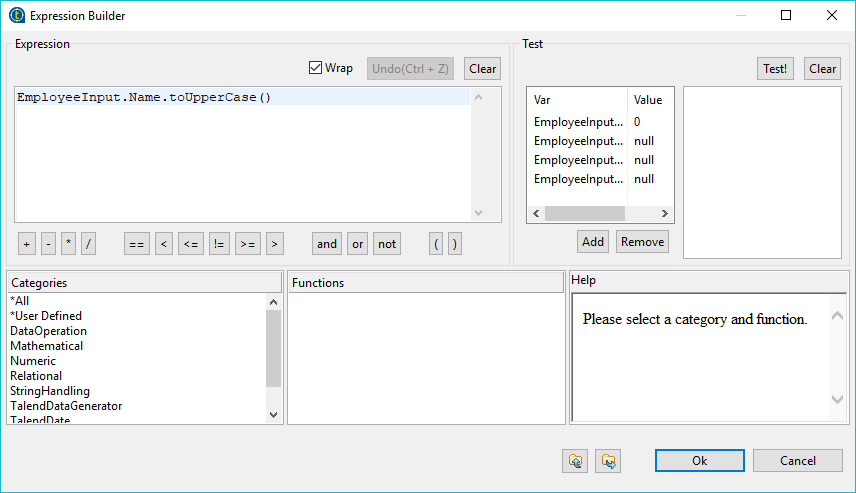 Expression Builder
Expression
Wrap
Undo(Ctrl + Z)
Clear
EmployeeInput.Name.toUpperCase()
+ - * / == < <= != >= > and or not ( )
Test
Test! Clear
Var Value
EmployeeInput... 0
EmployeeInput... null
EmployeeInput... null
EmployeeInput... null
Add Remove
Categories
*All
*User Defined
DataOperation
Mathematical
Numeric
Relational
StringHandling
TalendDataGenerator
TalendDate
Functions
Help
Please select a category and function.
Ok Cancel